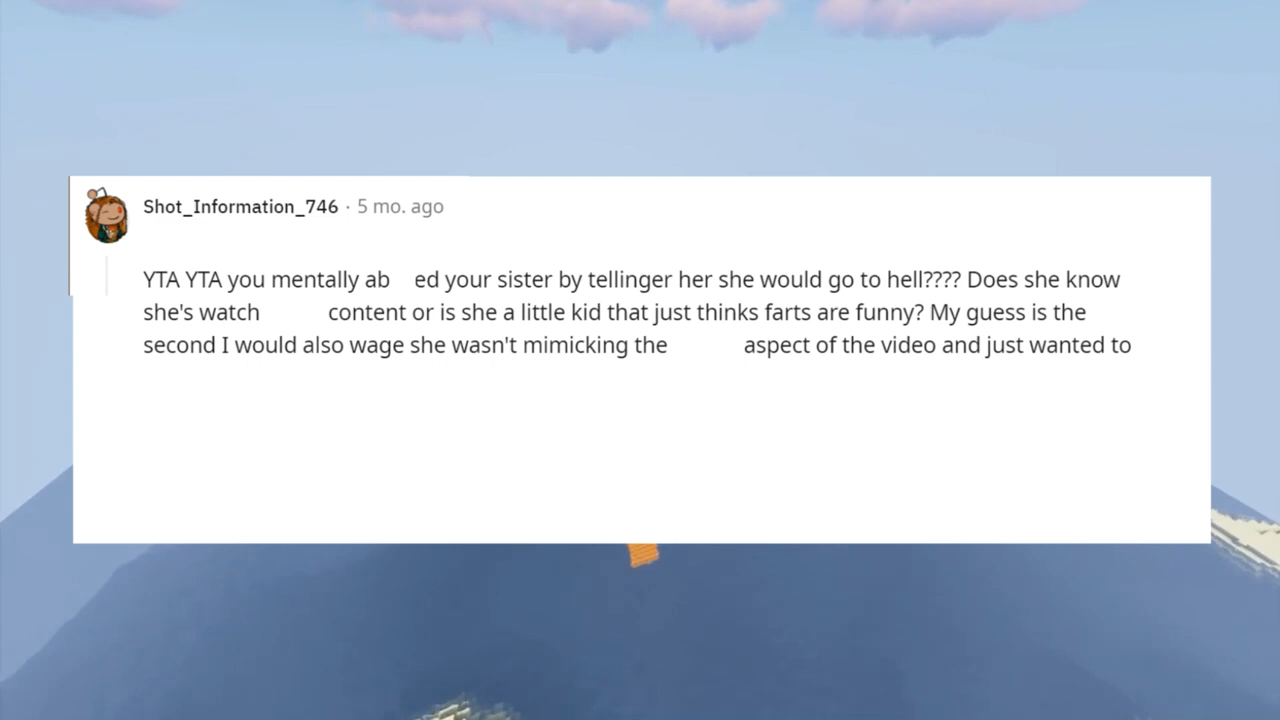 Shot_Information_746 · 5 mo. ago
YTA YTA you mentally ab ed your sister by tellinger her she would go to hell???? Does she know
she's watch content or is she a little kid that just thinks farts are funny? My guess is the
second I would also wage she wasn't mimicking the aspect of the video and just wanted to